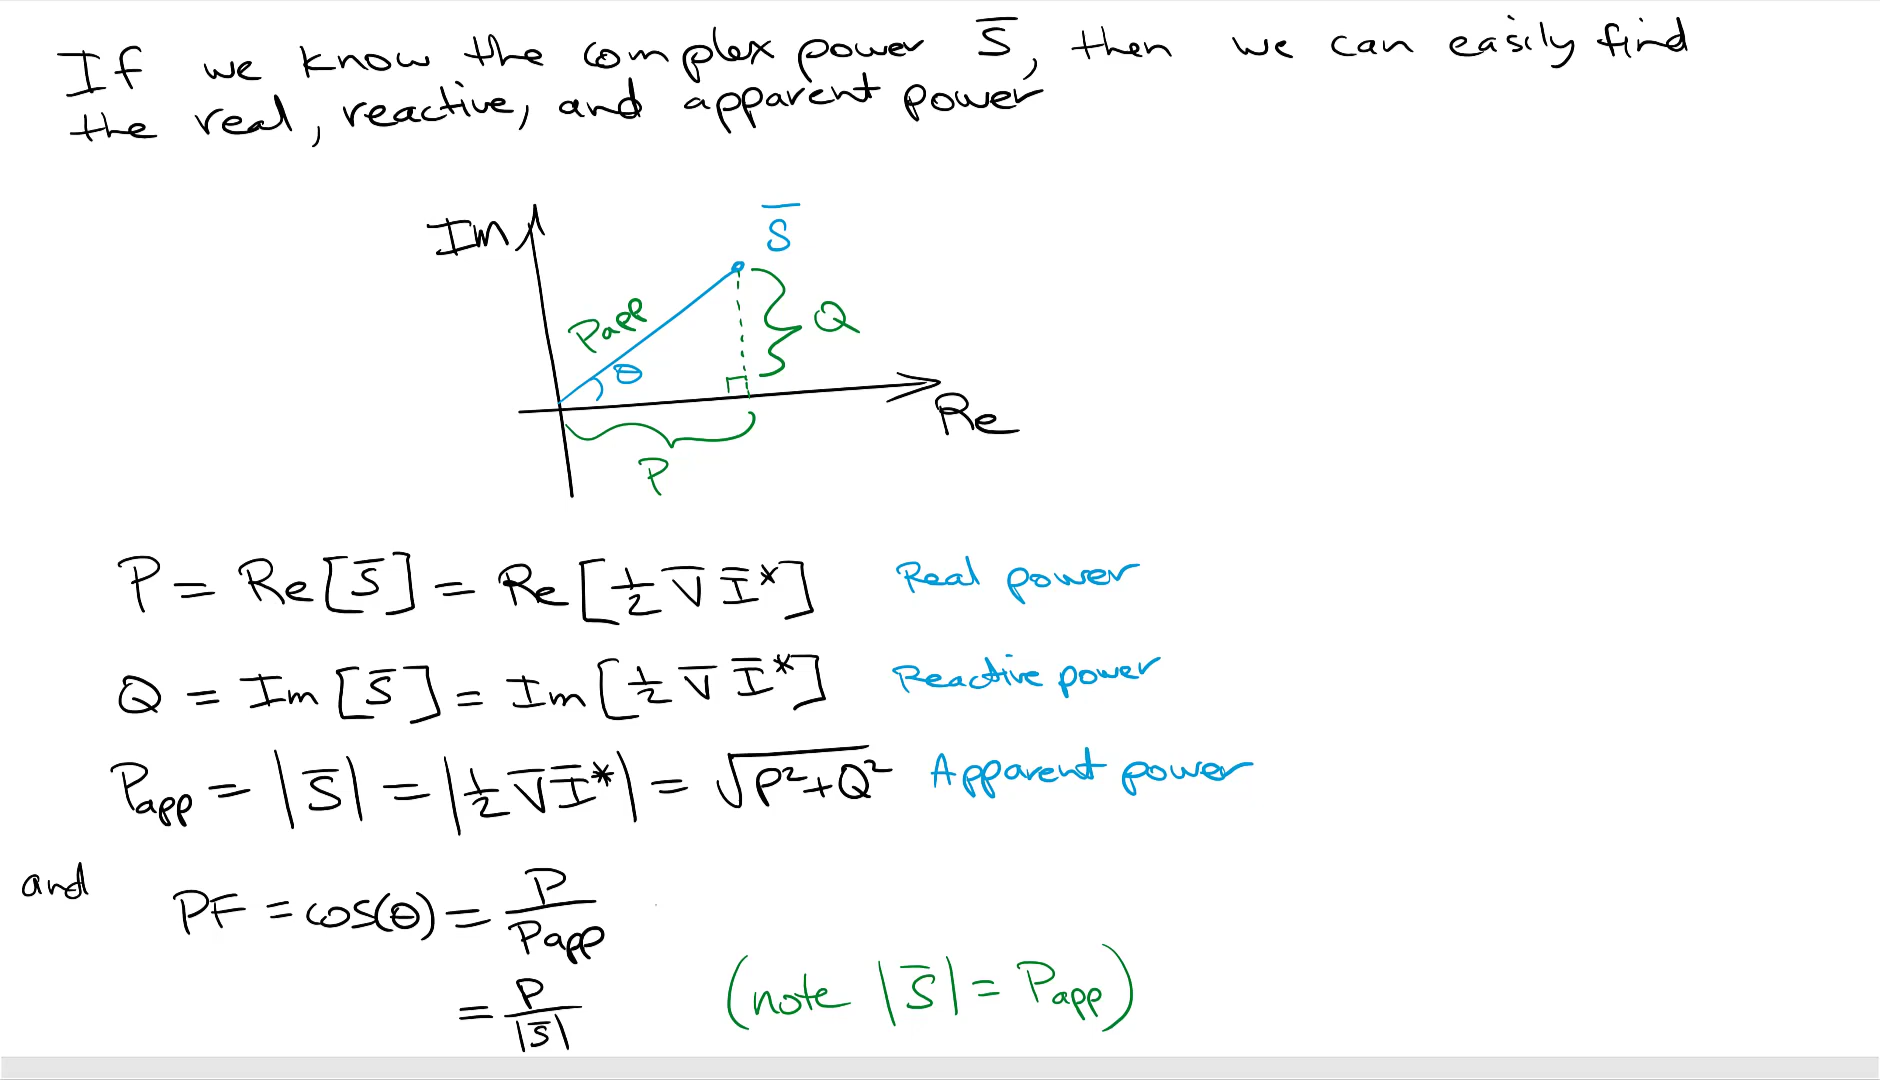 If we know the complex power S̅, then we can easily find
the real, reactive, and apparent power
Im
S̅
Papp
Q
θ
Re
P
P = Re[S̅] = Re[½ V̅ I̅*] Real power
Q = Im[S̅] = Im[½ V̅ I̅*] Reactive power
Papp = |S̅| = |½ V̅ I̅*| = √(P²+Q²) Apparent power
and PF = cos(θ) = P/Papp
= P/|S̅| (note |S̅| = Papp)